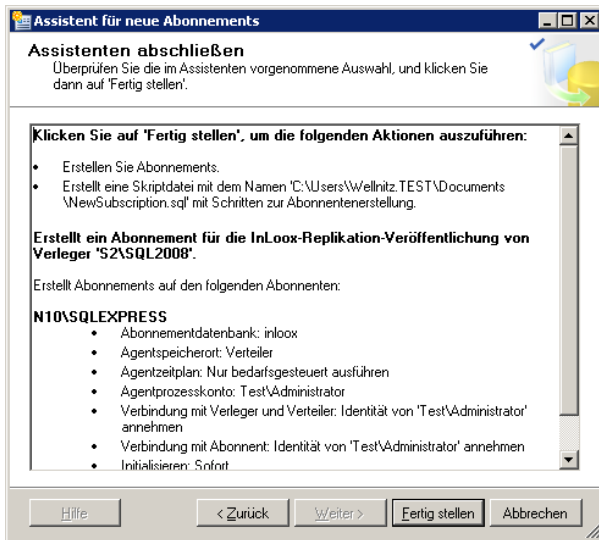 Assistent für neue Abonnements
Assistenten abschließen
Überprüfen Sie die im Assistenten vorgenommene Auswahl, und klicken Sie
dann auf 'Fertig stellen'.
Klicken Sie auf 'Fertig stellen', um die folgenden Aktionen auszuführen:
• Erstellen Sie Abonnements.
• Erstellt eine Skriptdatei mit dem Namen 'C:\Users\Wellnitz.TEST\Documents
\NewSubscription.sql' mit Schritten zur Abonnentenerstellung.
Erstellt ein Abonnement für die InLoox-Replikation-Veröffentlichung von
Verleger 'S2\SQL2008'.
Erstellt Abonnements auf den folgenden Abonnenten:
N10\SQLEXPRESS
• Abonnementdatenbank: inloox
• Agentspeicherort: Verteiler
• Agentzeitplan: Nur bedarfsgesteuert ausführen
• Agentprozesskonto: Test\Administrator
• Verbindung mit Verleger und Verteiler: Identität von 'Test\Administrator'
annehmen
• Verbindung mit Abonnent: Identität von 'Test\Administrator' annehmen
• Initialisieren: Sofort
Hilfe
< Zurück
Weiter >
Fertig stellen
Abbrechen